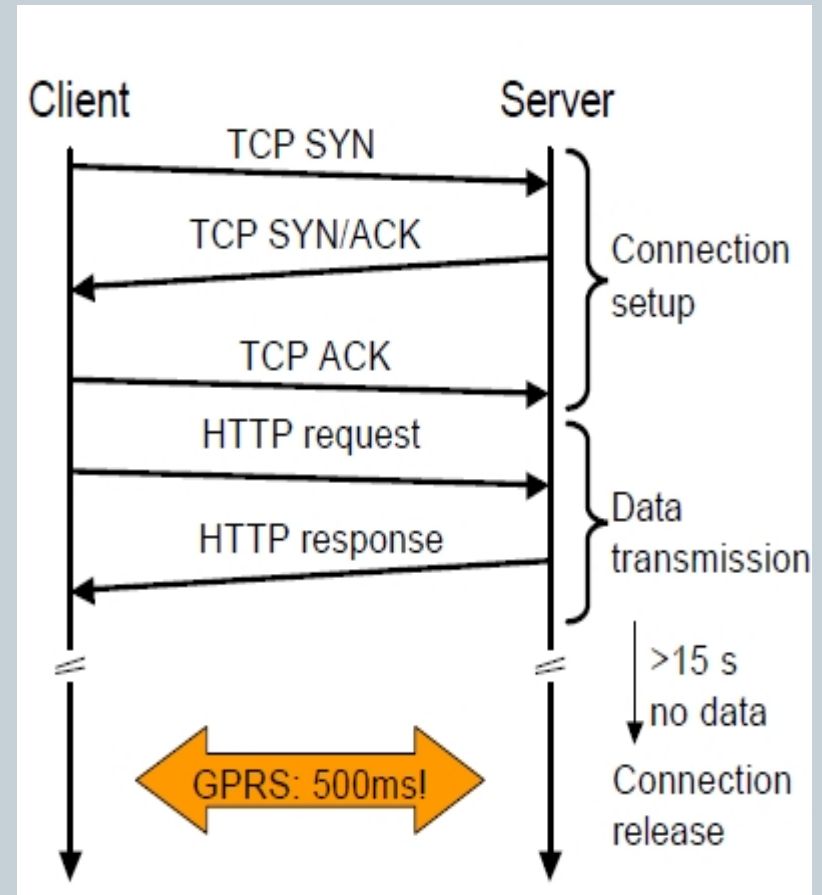 Client
Server
TCP SYN
TCP SYN/ACK
Connection
setup
TCP ACK
HTTP request
Data
transmission
HTTP response
>15 s
no data
GPRS: 500ms!
Connection
release